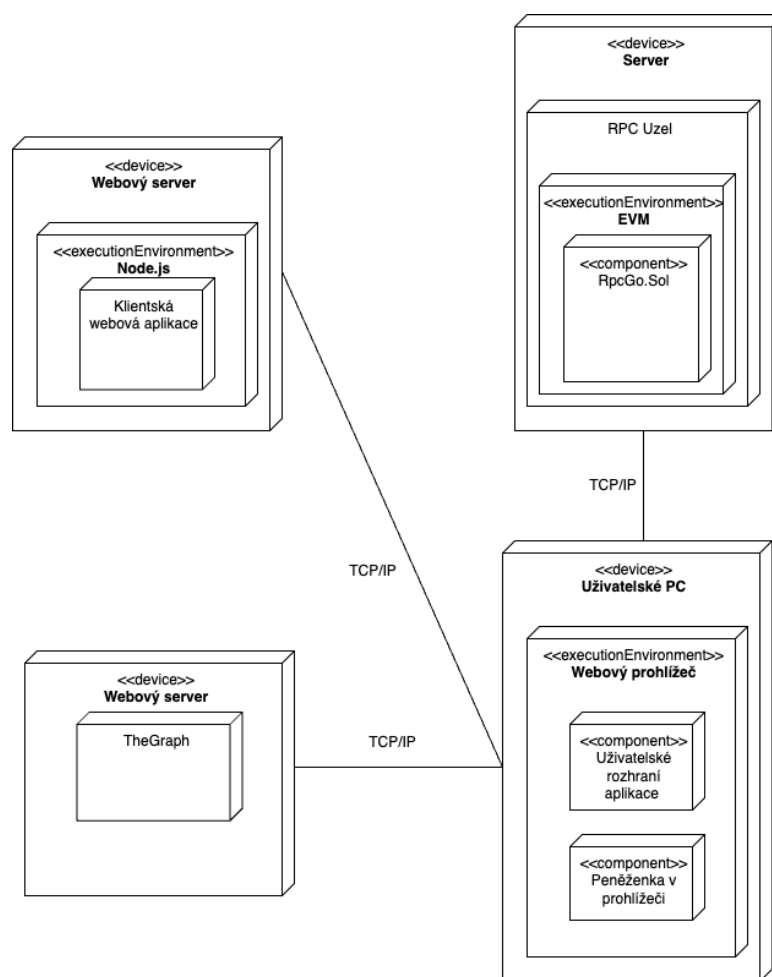 <<device>>
Server
RPC Uzel
<<executionEnvironment>>
EVM
<<component>>
RpcGo.Sol
<<device>>
Webový server
<<executionEnvironment>>
Node.js
Klientská
webová aplikace
TCP/IP
TCP/IP
<<device>>
Uživatelské PC
<<executionEnvironment>>
Webový prohlížeč
<<component>>
Uživatelské
rozhraní
aplikace
<<component>>
Peněženka v
prohlížeči
<<device>>
Webový server
TheGraph
TCP/IP